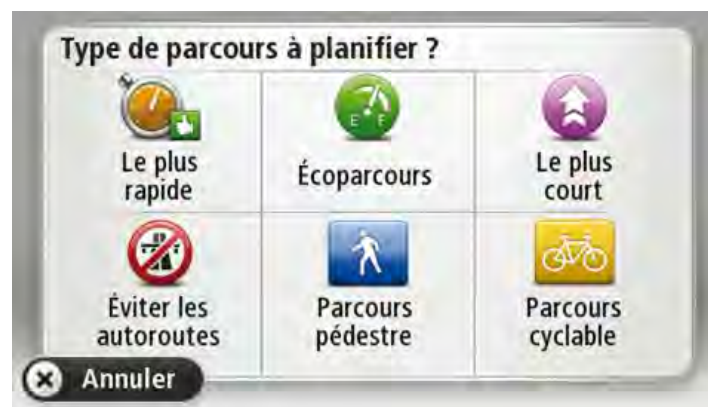 Type de parcours à planifier ?
Le plus
rapide
E F
Écoparcours
Le plus
court
Éviter les
autoroutes
Parcours
pédestre
Parcours
cyclable
Annuler